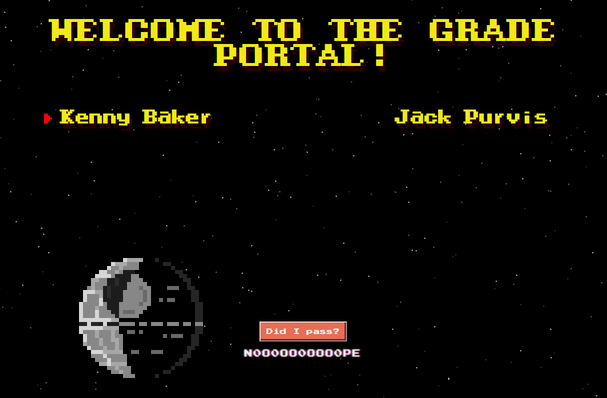 WELCOME TO THE GRADE
PORTAL!
Kenny Baker
Jack Purvis
Did I pass?
NOOOOOOOOOOPE